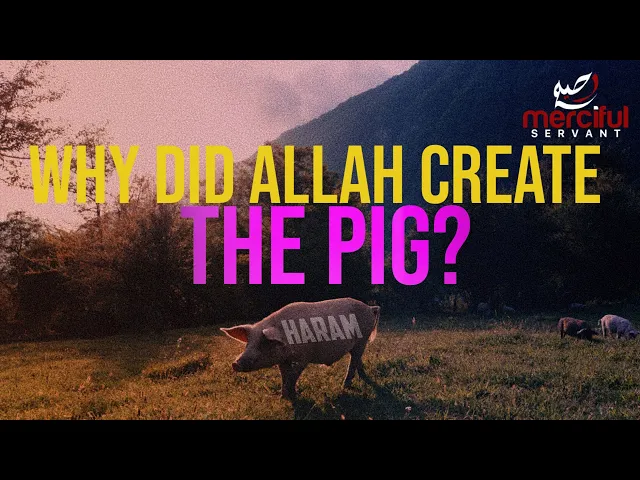 merciful
SERVANT
WHY DID ALLAH CREATE
THE PIG?
HARAM